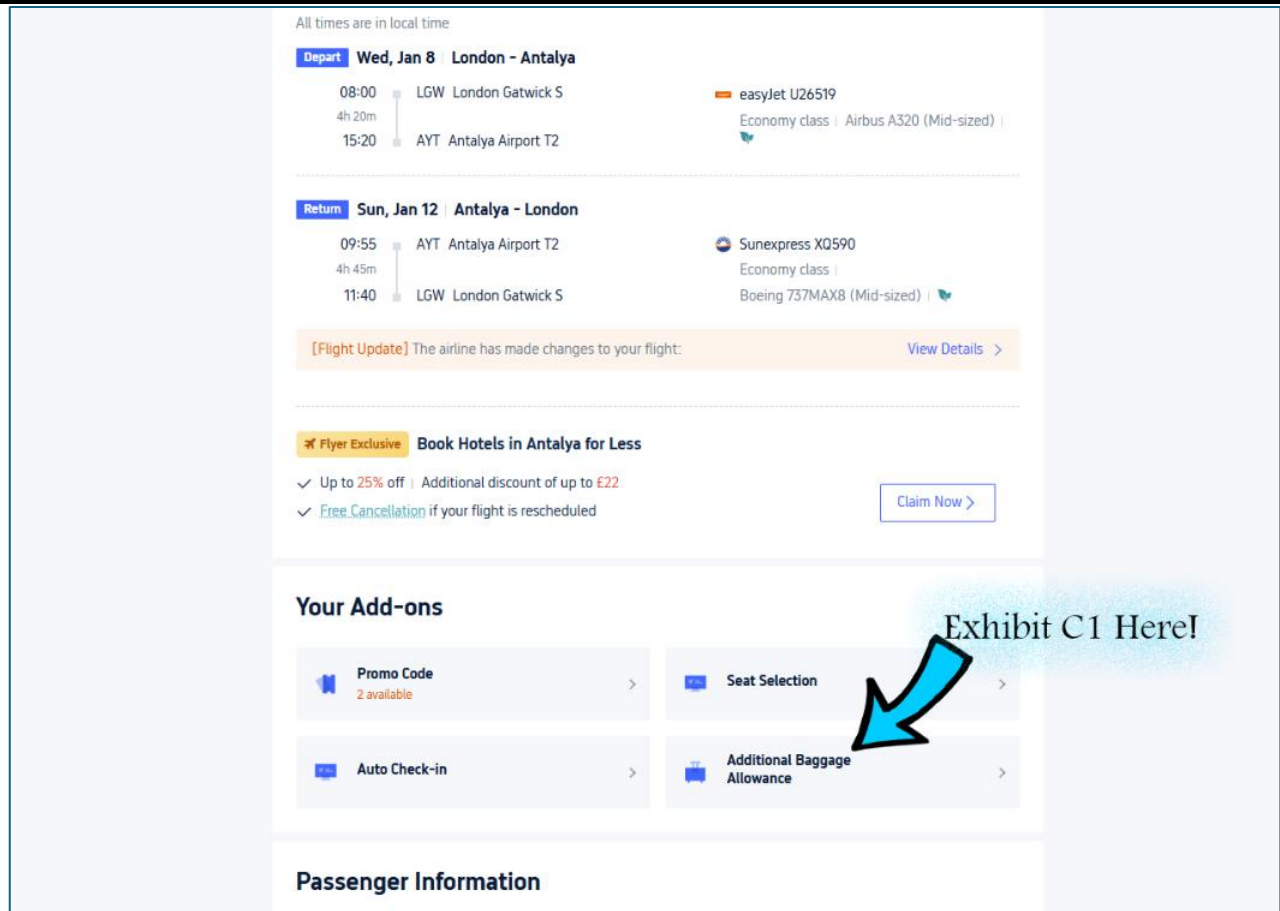 All times are in local time
Depart Wed, Jan 8 London - Antalya
08:00 LGW London Gatwick S
easyJet U26519
4h 20m
Economy class Airbus A320 (Mid-sized)
15:20 AYT Antalya Airport T2
Return Sun, Jan 12 Antalya - London
09:55 AYT Antalya Airport T2
Sunexpress XQ590
4h 45m
Economy class
11:40 LGW London Gatwick S
Boeing 737MAX8 (Mid-sized)
[Flight Update] The airline has made changes to your flight:
View Details >
Flyer Exclusive Book Hotels in Antalya for Less
Up to 25% off Additional discount of up to £22
Free Cancellation if your flight is rescheduled
Claim Now >
Your Add-ons
Exhibit C1 Here!
Promo Code
2 available
Seat Selection
Auto Check-in
Additional Baggage
Allowance
Passenger Information